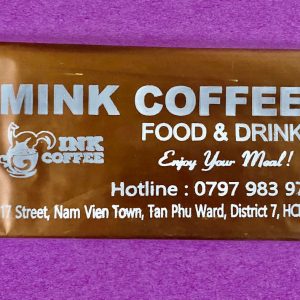 MINK COFFEE
FOOD & DRINK
INK
COFFEE
Enjoy Your Meal!
Hotline : 0797 983 97
17 Street, Nam Vien Town, Tan Phu Ward, District 7, HC